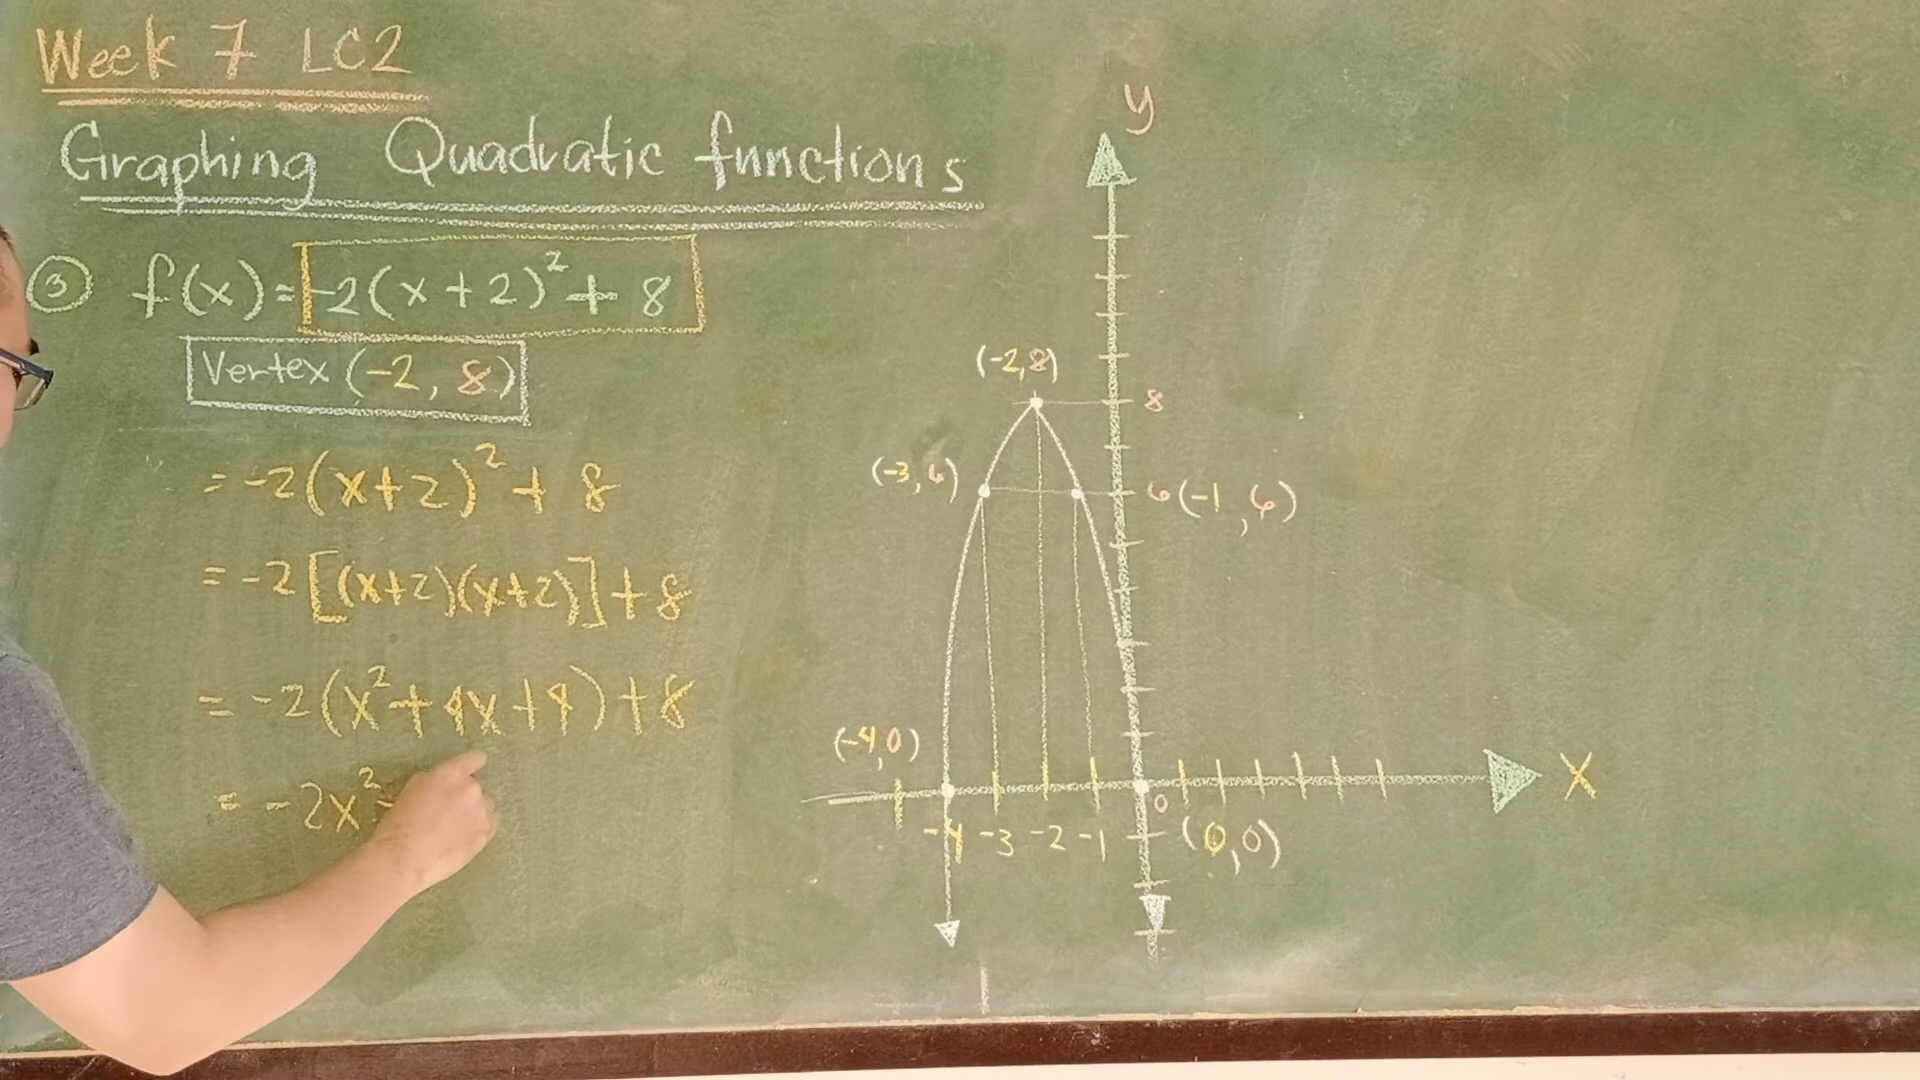 Week 7 LC2
Graphing Quadratic functions
③ f(x)= -2(x+2)²+ 8
Vertex (-2, 8)
= -2(x+2)² + 8
= -2[(x+2)(x+2)]+8
= -2(x²+4x+4)+8
= -2x²-
y
(-2,8)
8
(-3,6)
6 (-1,6)
(-4,0)
x
0
-4 -3 -2 -1
(0,0)